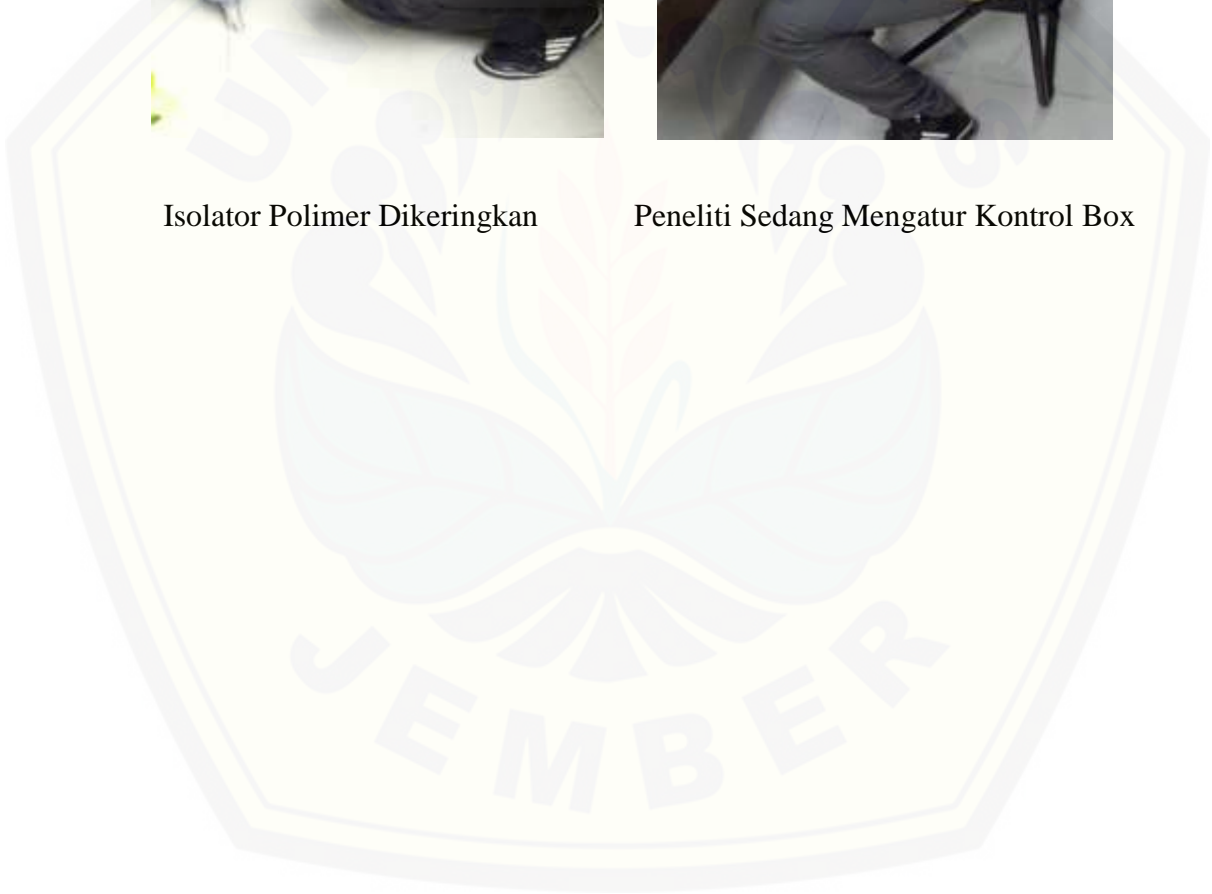 Isolator Polimer Dikeringkan
Peneliti Sedang Mengatur Kontrol Box
JEMBER